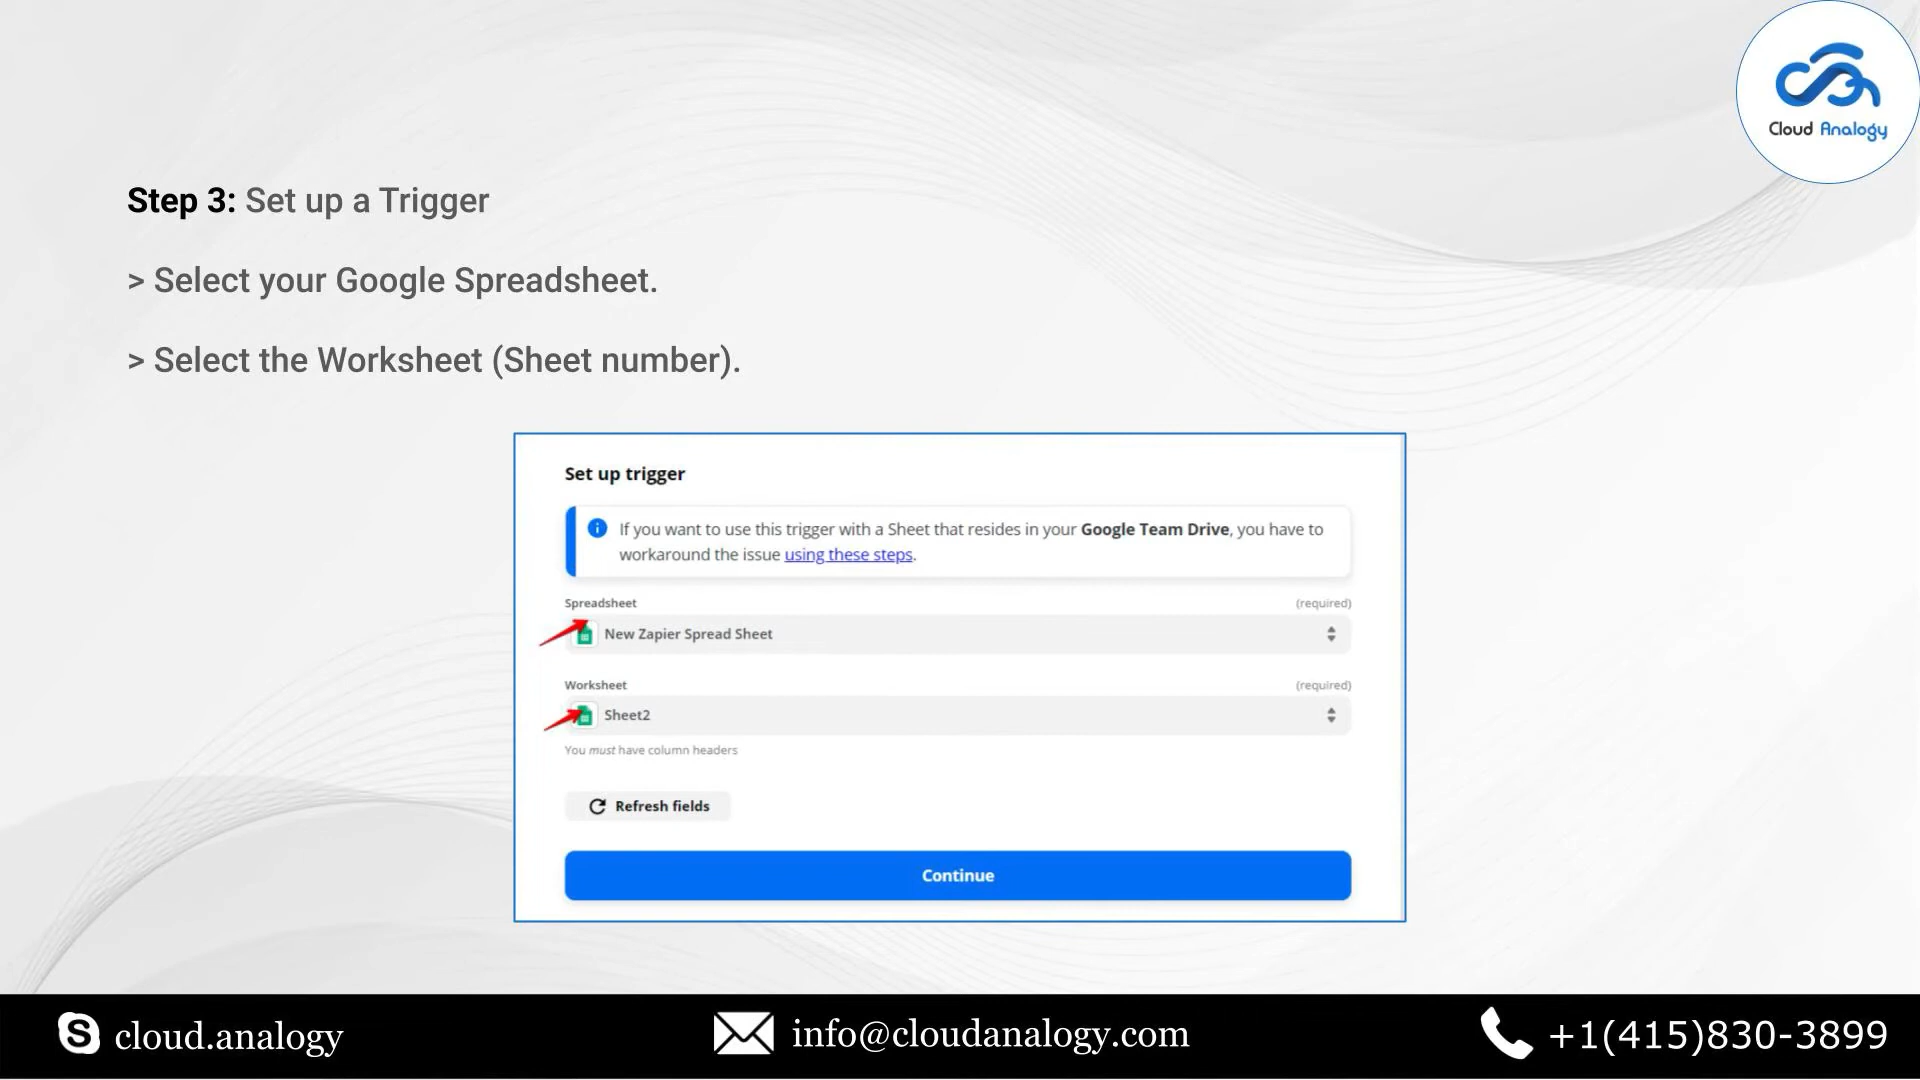 Cloud Analogy
Step 3: Set up a Trigger
> Select your Google Spreadsheet.
> Select the Worksheet (Sheet number).
Set up trigger
If you want to use this trigger with a Sheet that resides in your Google Team Drive, you have to
workaround the issue using these steps.
Spreadsheet (required)
New Zapier Spread Sheet
Worksheet (required)
Sheet2
You must have column headers
Refresh fields
Continue
cloud.analogy info@cloudanalogy.com +1(415)830-3899